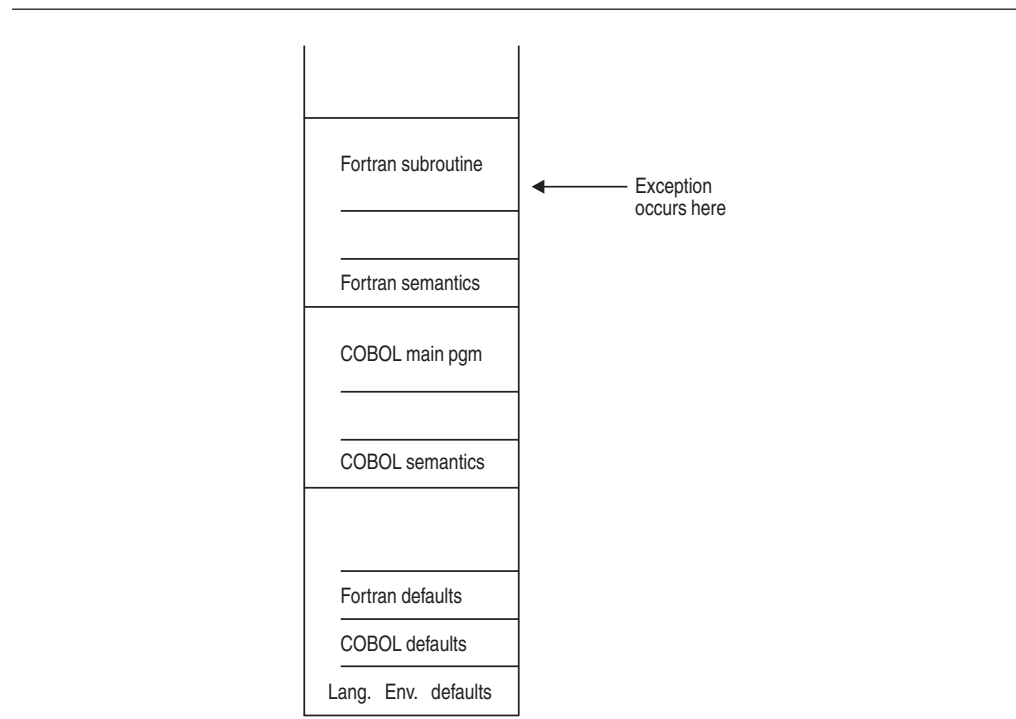 Fortran subroutine
Exception
occurs here
Fortran semantics
COBOL main pgm
COBOL semantics
Fortran defaults
COBOL defaults
Lang. Env. defaults